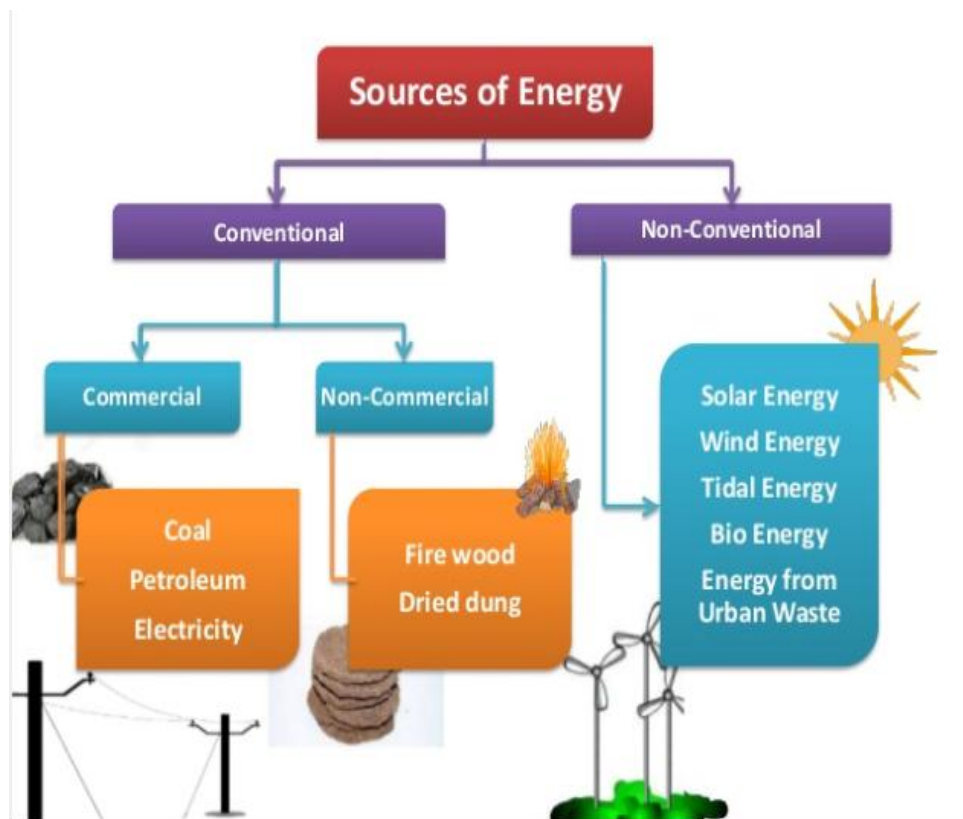 Sources of Energy
Conventional
Non-Conventional
Commercial
Non-Commercial
Coal
Petroleum
Electricity
Fire wood
Dried dung
Solar Energy
Wind Energy
Tidal Energy
Bio Energy
Energy from
Urban Waste